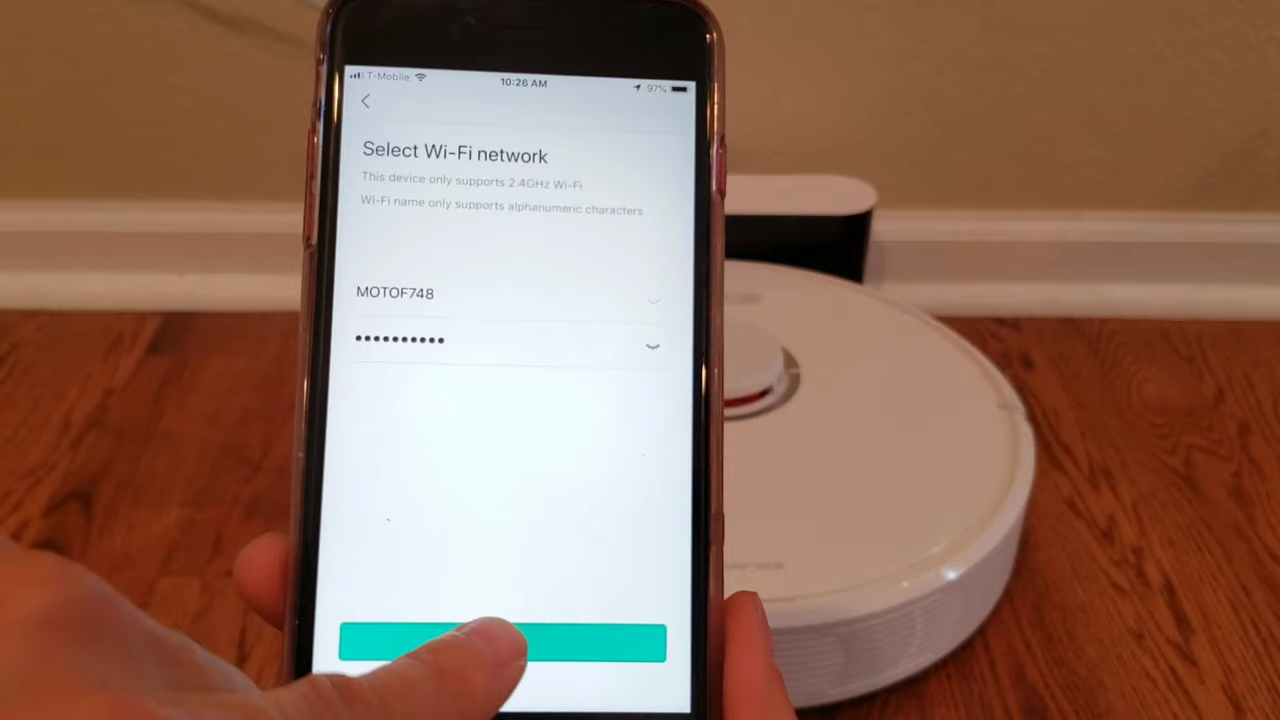 T-Mobile 10:26 AM 97%
Select Wi-Fi network
This device only supports 2.4GHz Wi-Fi
Wi-Fi name only supports alphanumeric characters
MOTOF748
••••••••••